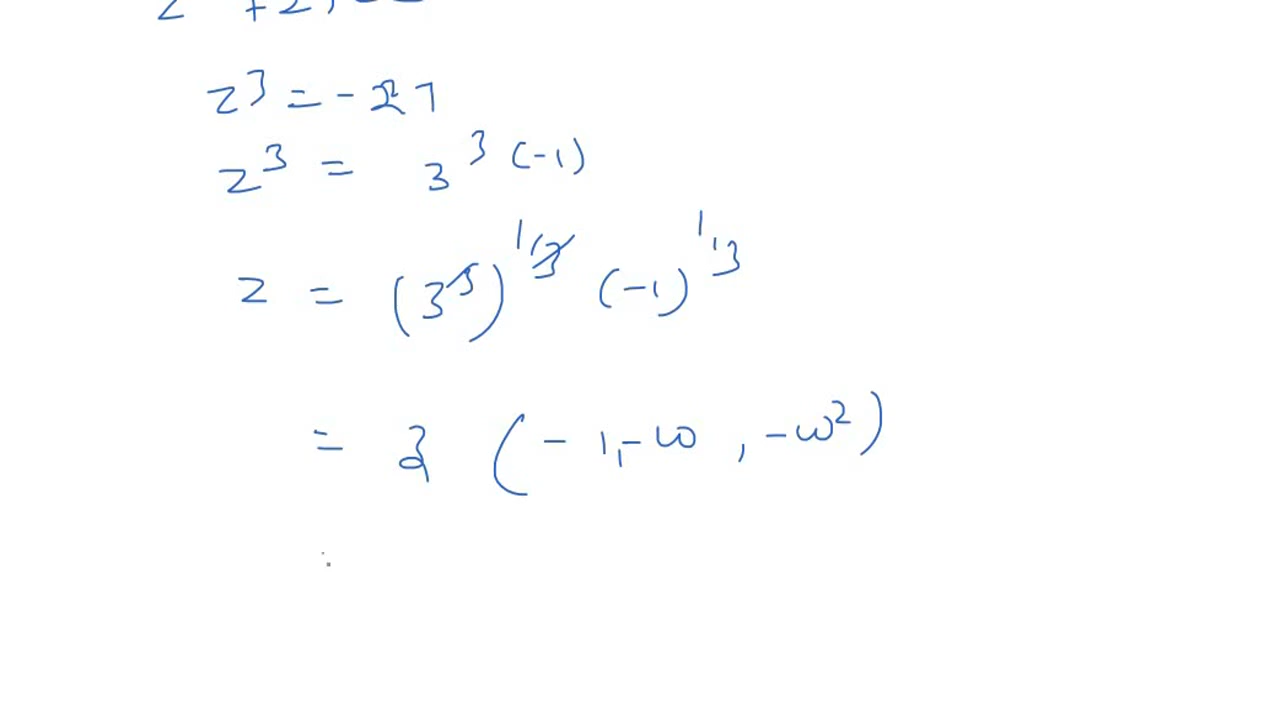 z³ = -27
z³ = 3³ (-1)
z = (3³)^1/3 (-1)^1/3
= 3 (-1, -ω, -ω²)